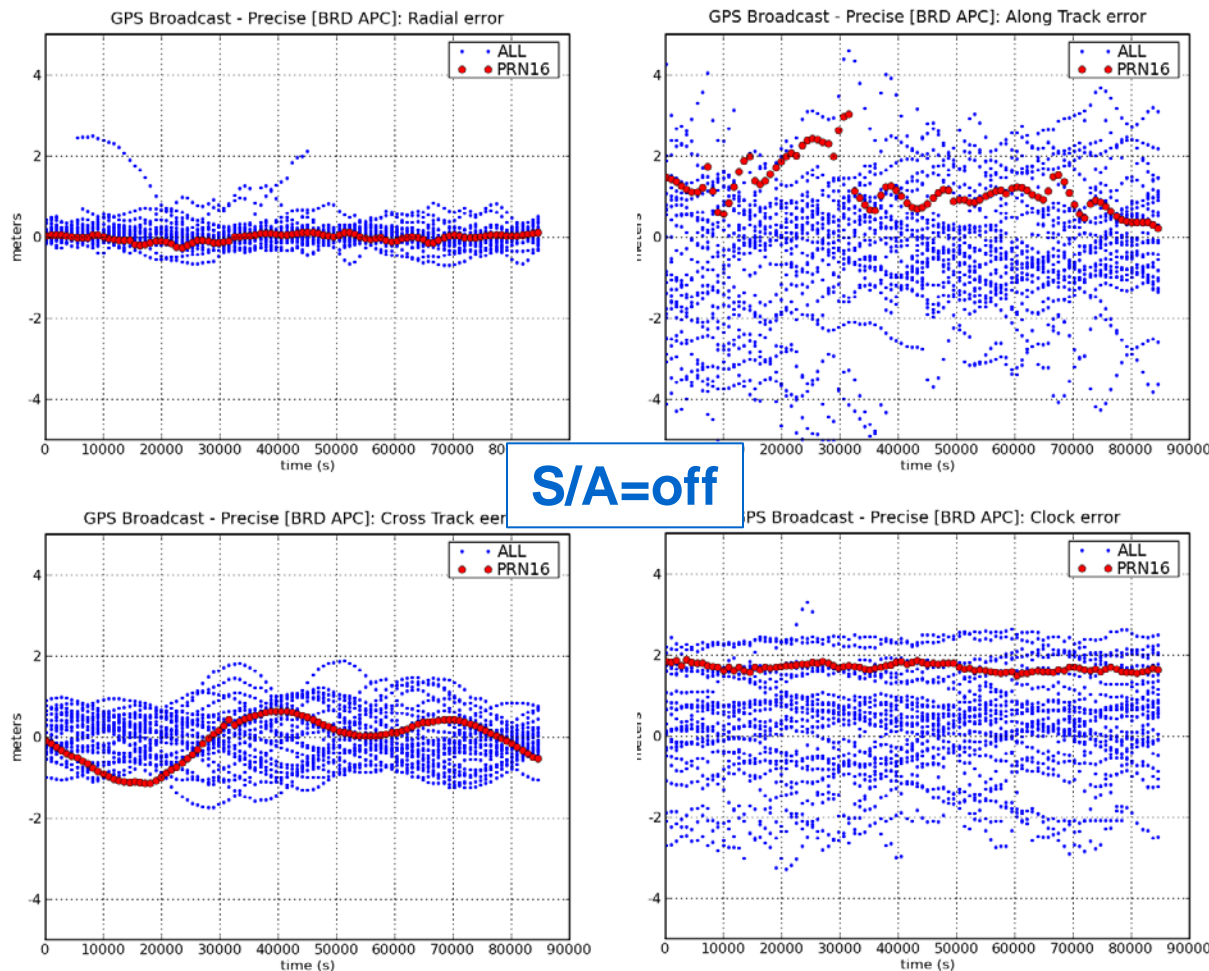 GPS Broadcast - Precise [BRD APC]: Radial error
4
2
0
-2
-4
meters
ALL
PRN16
0 10000 20000 30000 40000 50000 60000 70000 80000 90000
time (s)
GPS Broadcast - Precise [BRD APC]: Along Track error
4
2
0
-2
-4
meters
ALL
PRN16
30000 40000 50000 60000 70000 80000 90000
time (s)
S/A=off
GPS Broadcast - Precise [BRD APC]: Cross Track eerror
4
2
0
-2
-4
meters
ALL
PRN16
0 10000 20000 30000 40000 50000 60000 70000 80000 90000
time (s)
GPS Broadcast - Precise [BRD APC]: Clock error
4
2
0
-2
-4
meters
ALL
PRN16
0 10000 20000 30000 40000 50000 60000 70000 80000 90000
time (s)